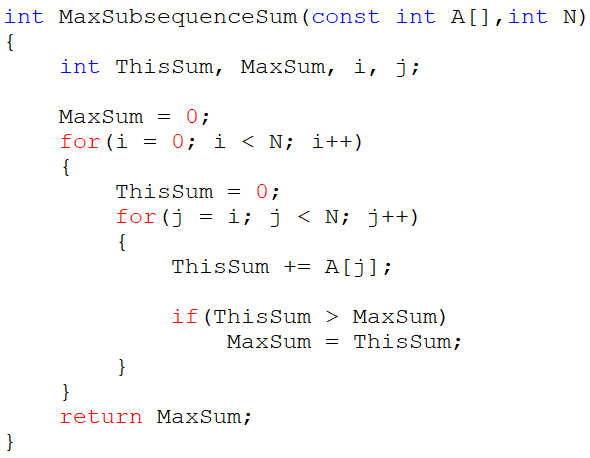 int MaxSubsequenceSum(const int A[],int N)
{
    int ThisSum, MaxSum, i, j;

    MaxSum = 0;
    for(i = 0; i < N; i++)
    {
        ThisSum = 0;
        for(j = i; j < N; j++)
        {
            ThisSum += A[j];

            if(ThisSum > MaxSum)
                MaxSum = ThisSum;
        }
    }
    return MaxSum;
}